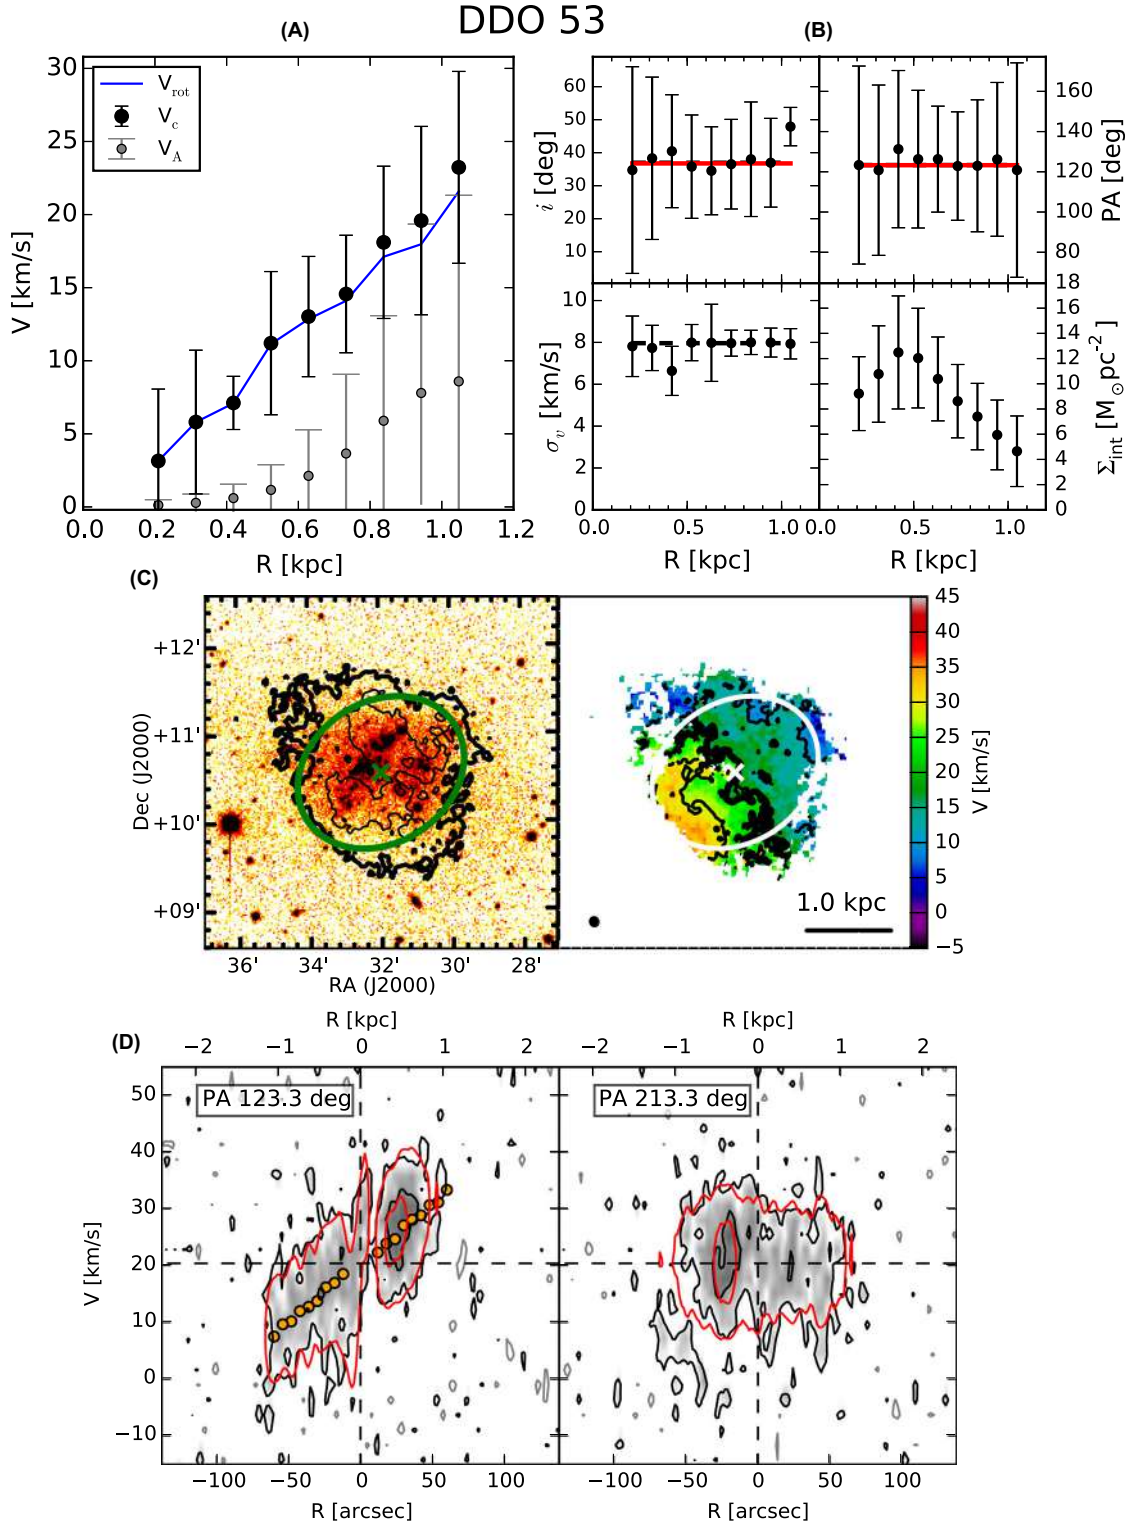 DDO 53
(A)
(B)
30
25
20
15
10
5
0
V [km/s]
V_rot
V_c
V_A
0.0 0.2 0.4 0.6 0.8 1.0 1.2
R [kpc]
60
50
40
30
20
10
i [deg]
160
140
120
100
80
PA [deg]
10
8
6
4
2
0
σ_v [km/s]
18
16
14
12
10
8
6
4
2
0
Σ_int [M⊙pc⁻²]
0.0 0.5 1.0
R [kpc]
0.0 0.5 1.0
R [kpc]
(C)
+12'
+11'
+10'
+09'
Dec (J2000)
36' 34' 32' 30' 28'
RA (J2000)
1.0 kpc
45
40
35
30
25
20
15
10
5
0
−5
V [km/s]
(D)
R [kpc]
−2 −1 0 1 2
R [kpc]
−2 −1 0 1 2
PA 123.3 deg
PA 213.3 deg
50
40
30
20
10
0
−10
V [km/s]
−100 −50 0 50 100
R [arcsec]
−100 −50 0 50 100
R [arcsec]